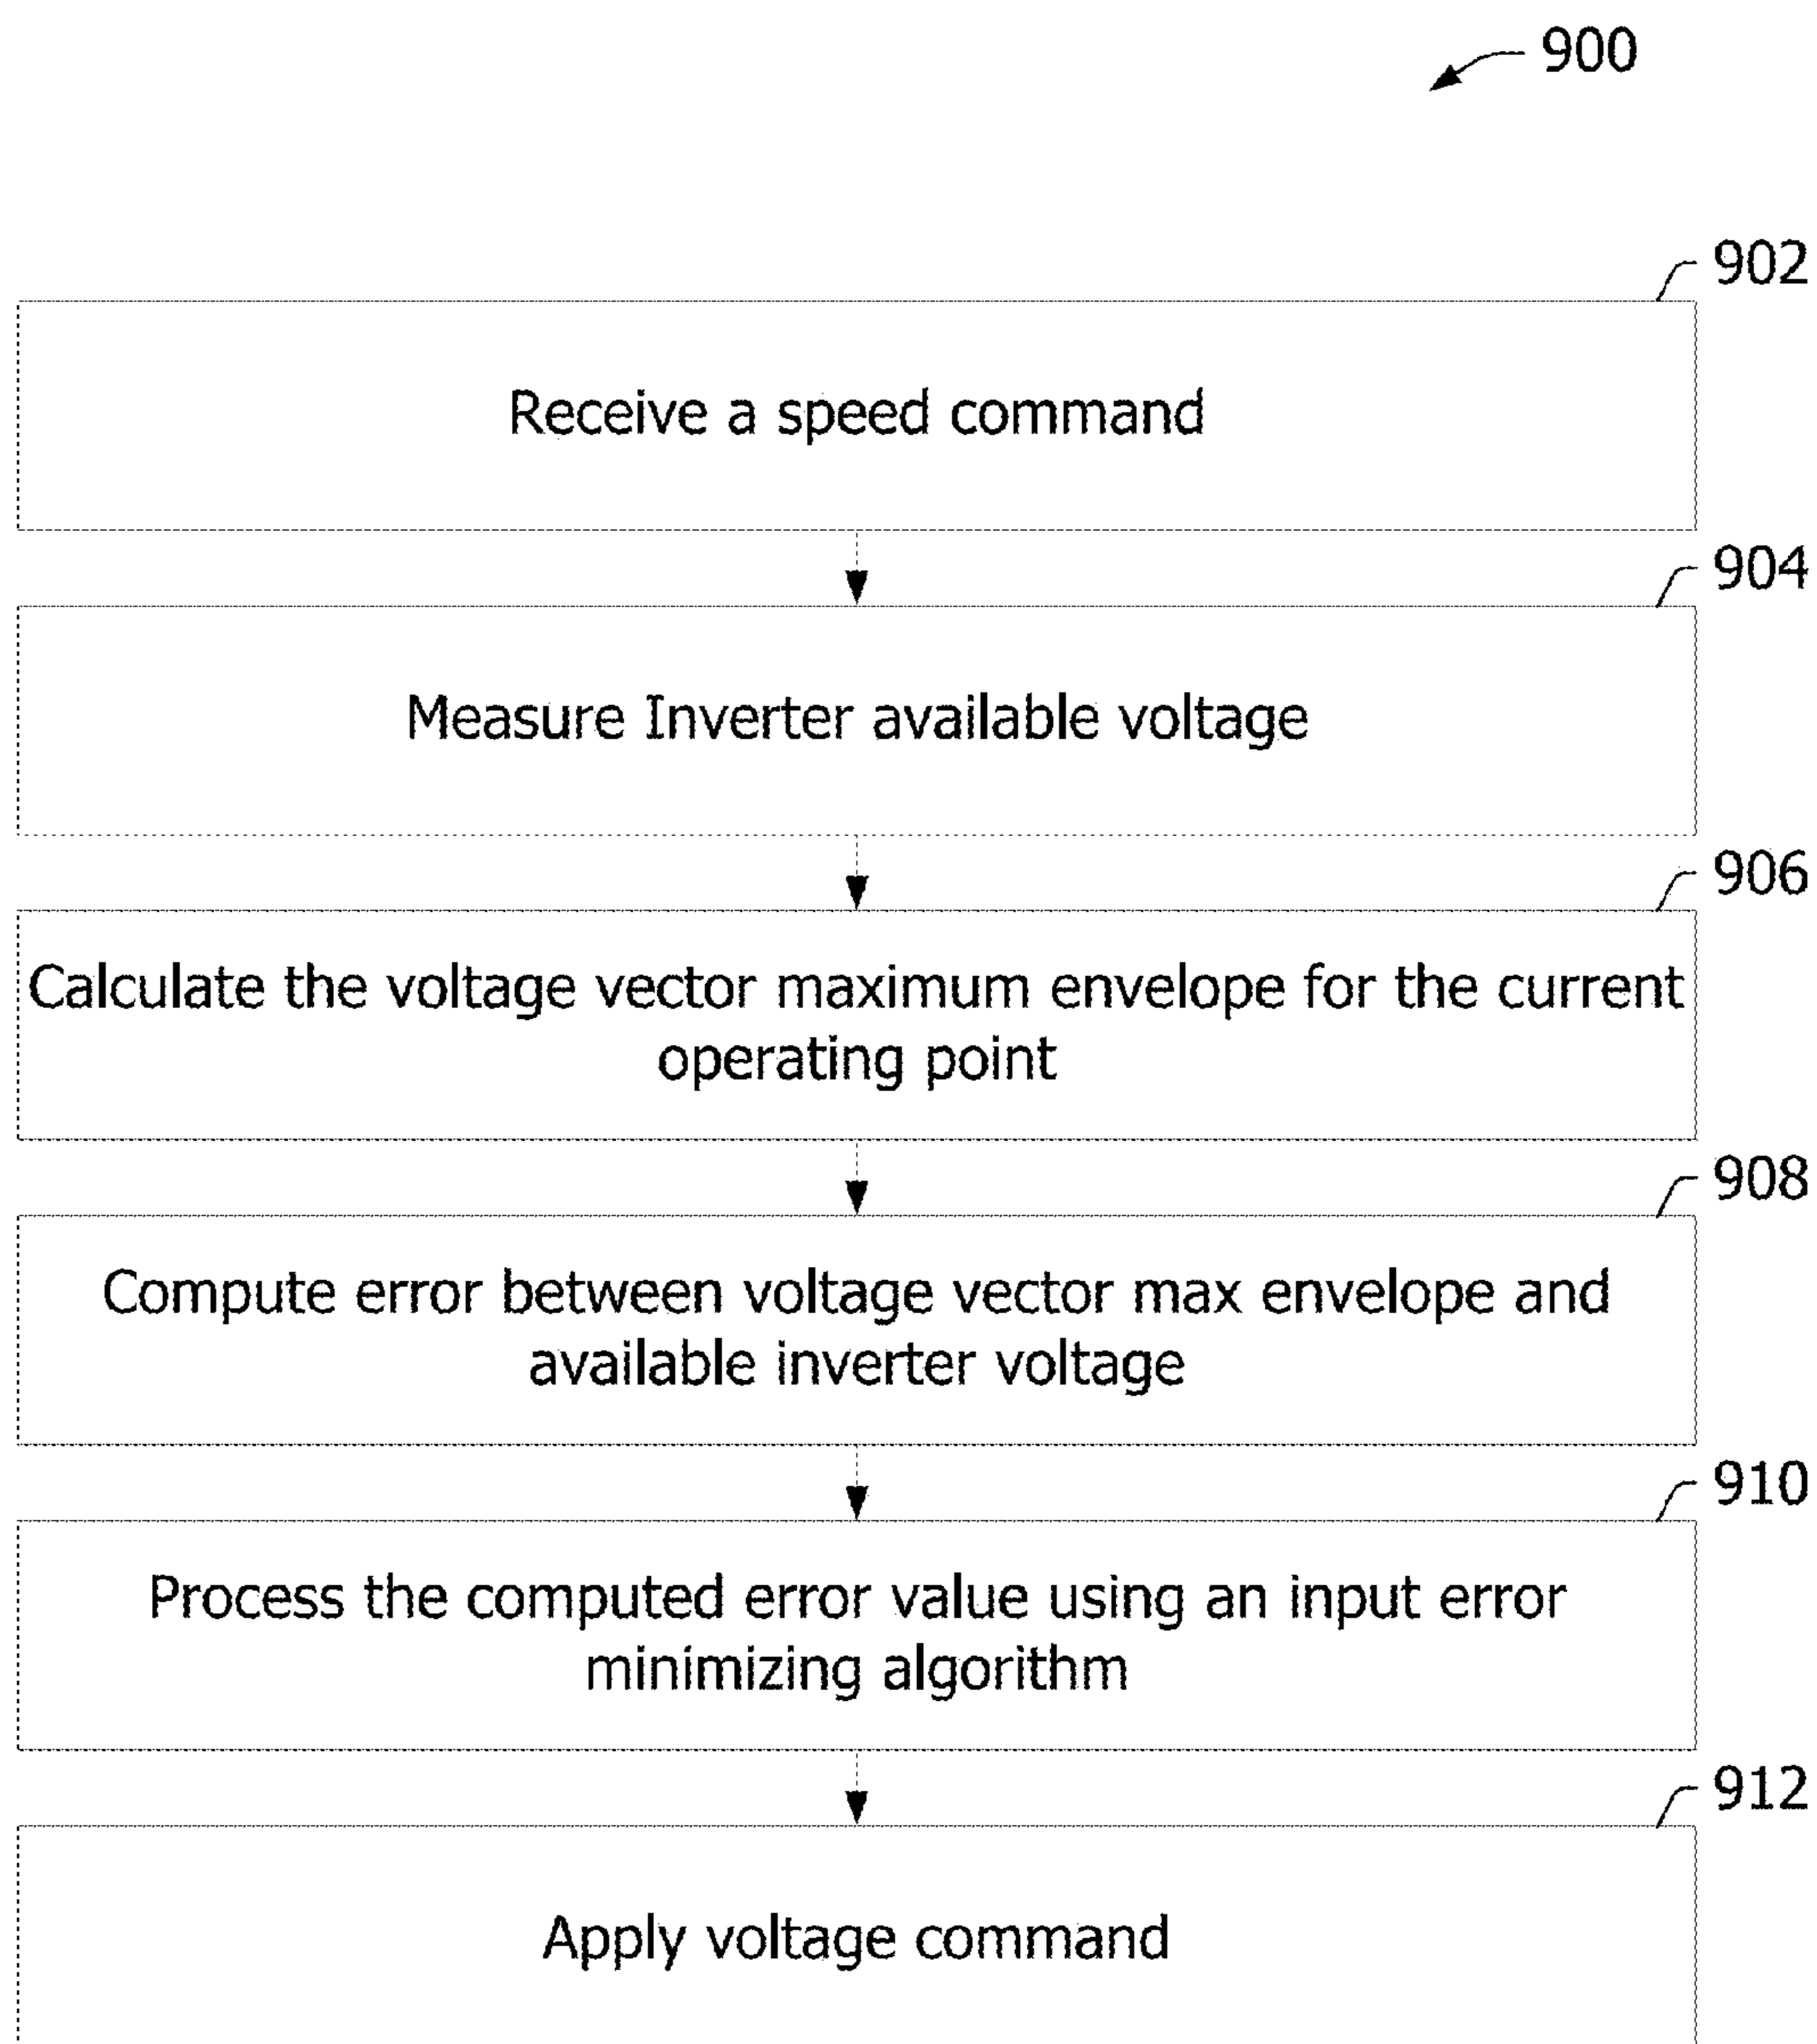 900
902
Receive a speed command
904
Measure Inverter available voltage
906
Calculate the voltage vector maximum envelope for the current
operating point
908
Compute error between voltage vector max envelope and
available inverter voltage
910
Process the computed error value using an input error
minimizing algorithm
912
Apply voltage command